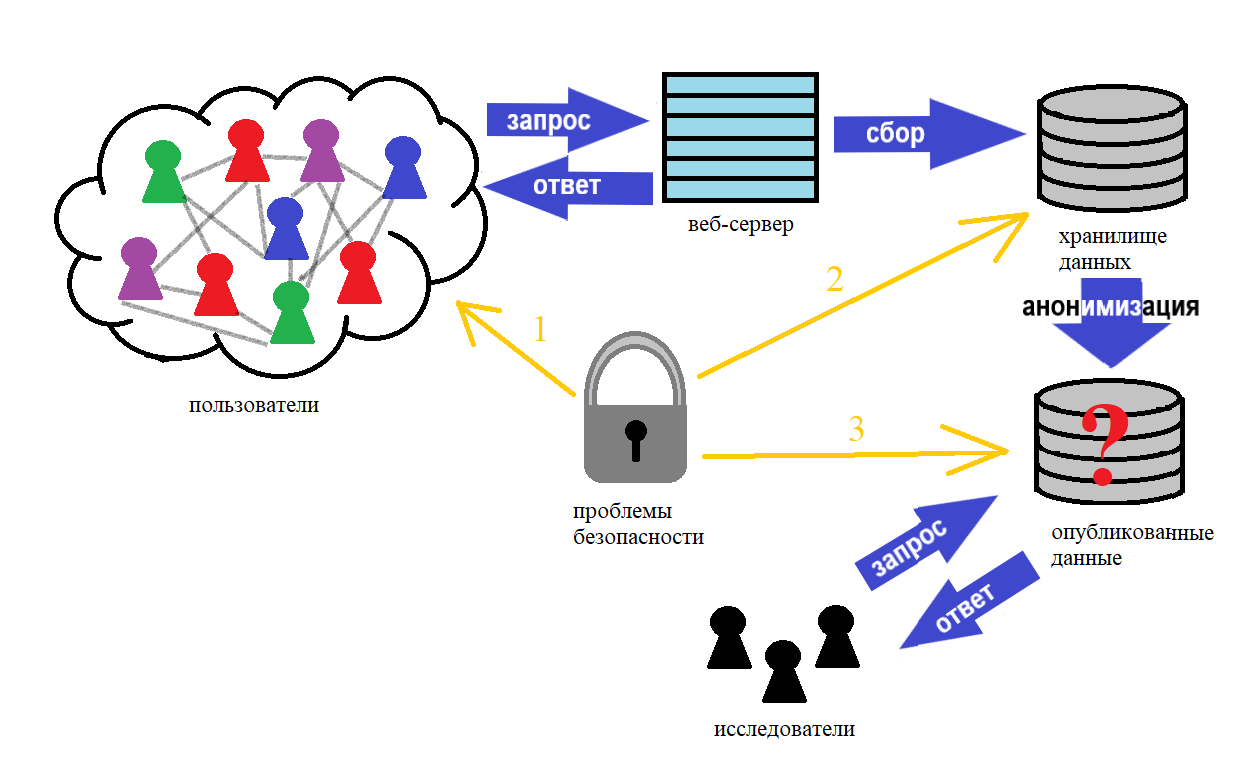 запрос
ответ
веб-сервер
сбор
хранилище
данных
анонимизация
пользователи
1
2
3
проблемы
безопасности
?
опубликованные
данные
запрос
ответ
исследователи